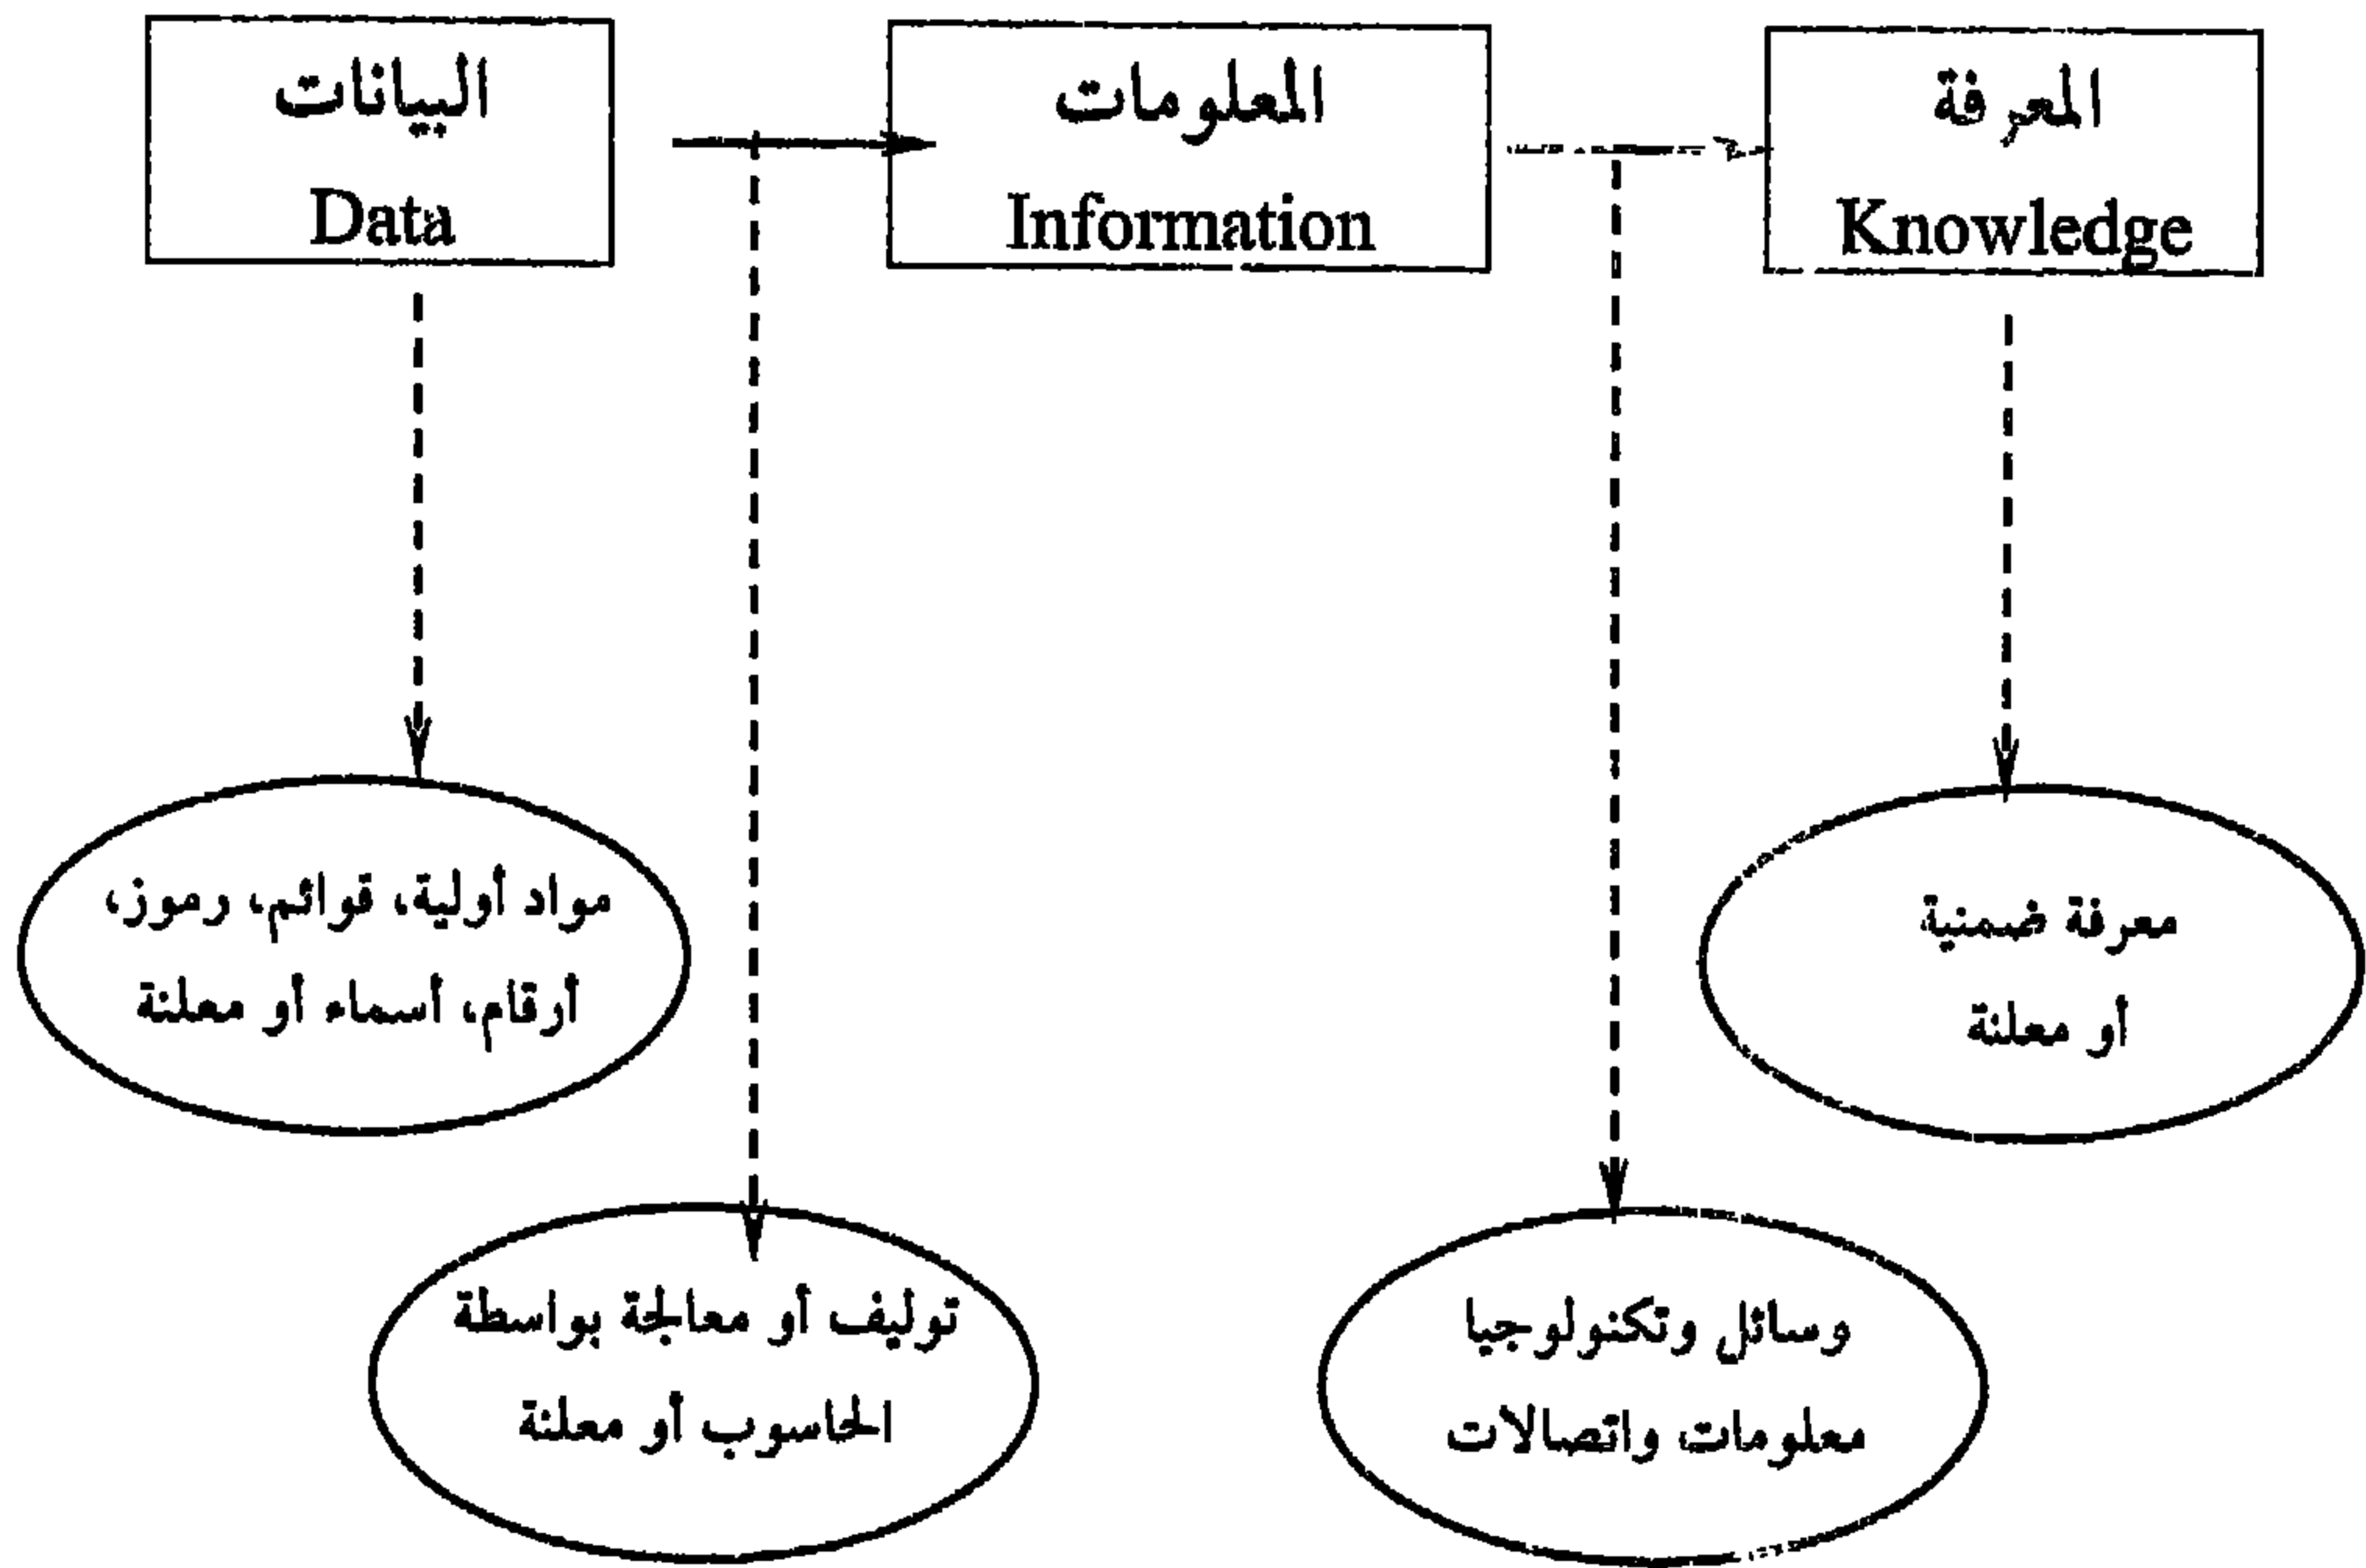 البيانات
Data
المعلومات
Information
المعرفة
Knowledge
مواد أولية، قوائم، رموز،
أرقام، أسماء أو معلنة
معرفة ضمنية
أو معلنة
توليف أو معالجة بواسطة
الحاسوب أو معلنة
وسائل وتكنولوجيا
معلومات واتصالات